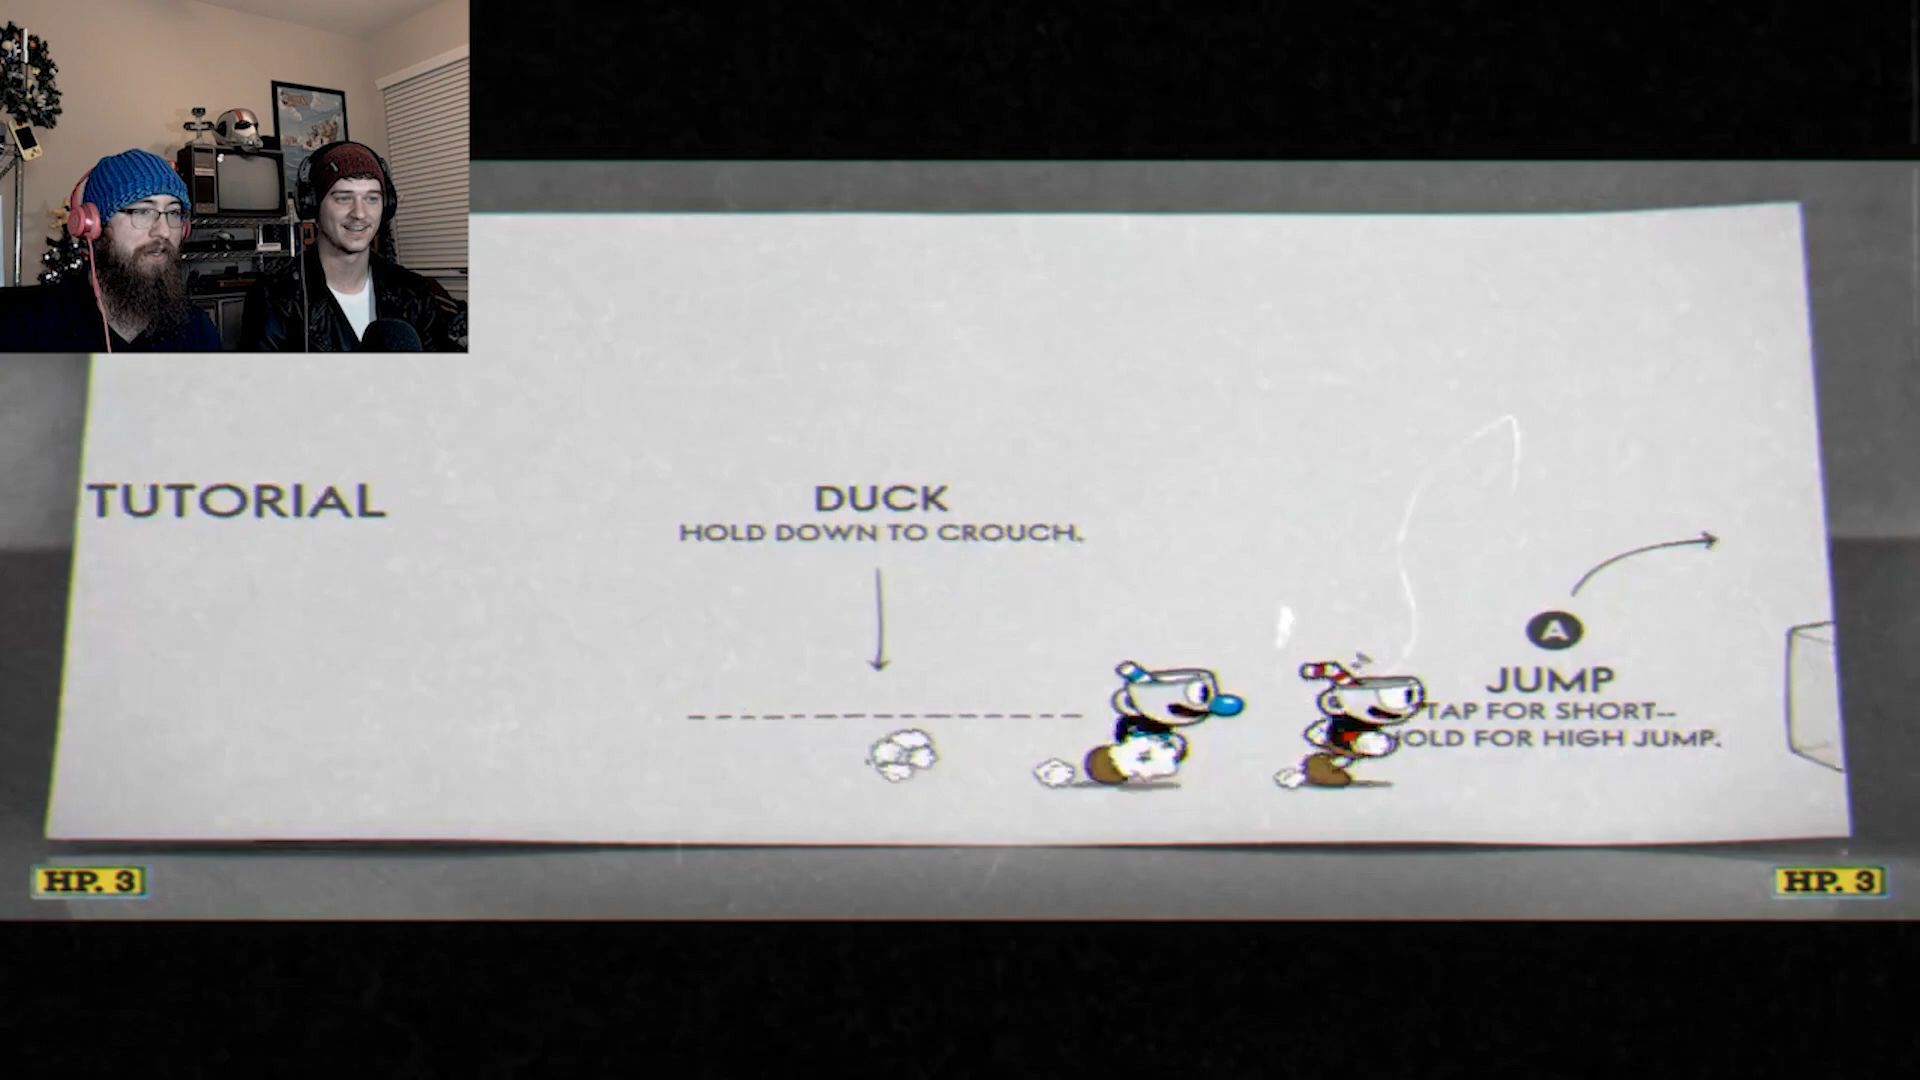 TUTORIAL
DUCK
HOLD DOWN TO CROUCH.
A
JUMP
TAP FOR SHORT--
HOLD FOR HIGH JUMP.
HP. 3
HP. 3